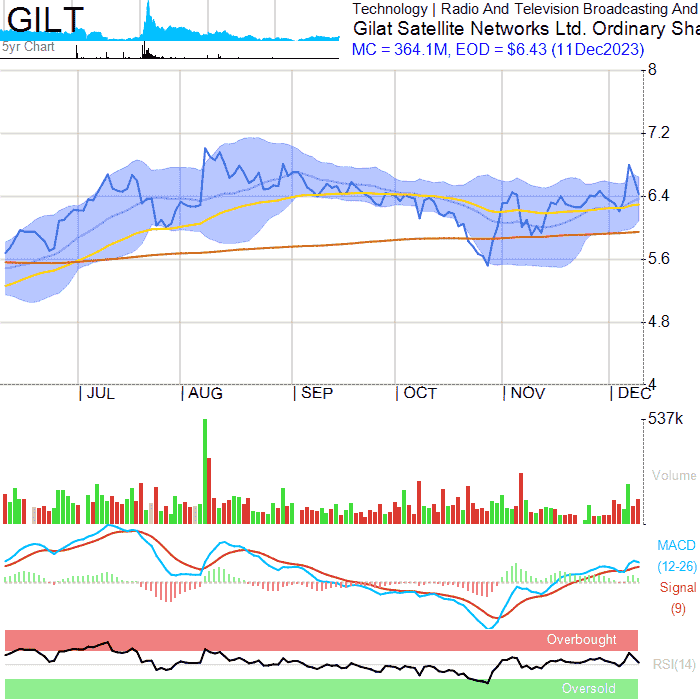 GILT
5yr Chart
Technology | Radio And Television Broadcasting And
Gilat Satellite Networks Ltd. Ordinary Sha
MC = 364.1M, EOD = $6.43 (11Dec2023)
8
7.2
6.4
5.6
4.8
4
| JUL | AUG | SEP | OCT | NOV | DEC
537k
Volume
MACD
(12-26)
Signal
(9)
Overbought
RSI(14)
Oversold